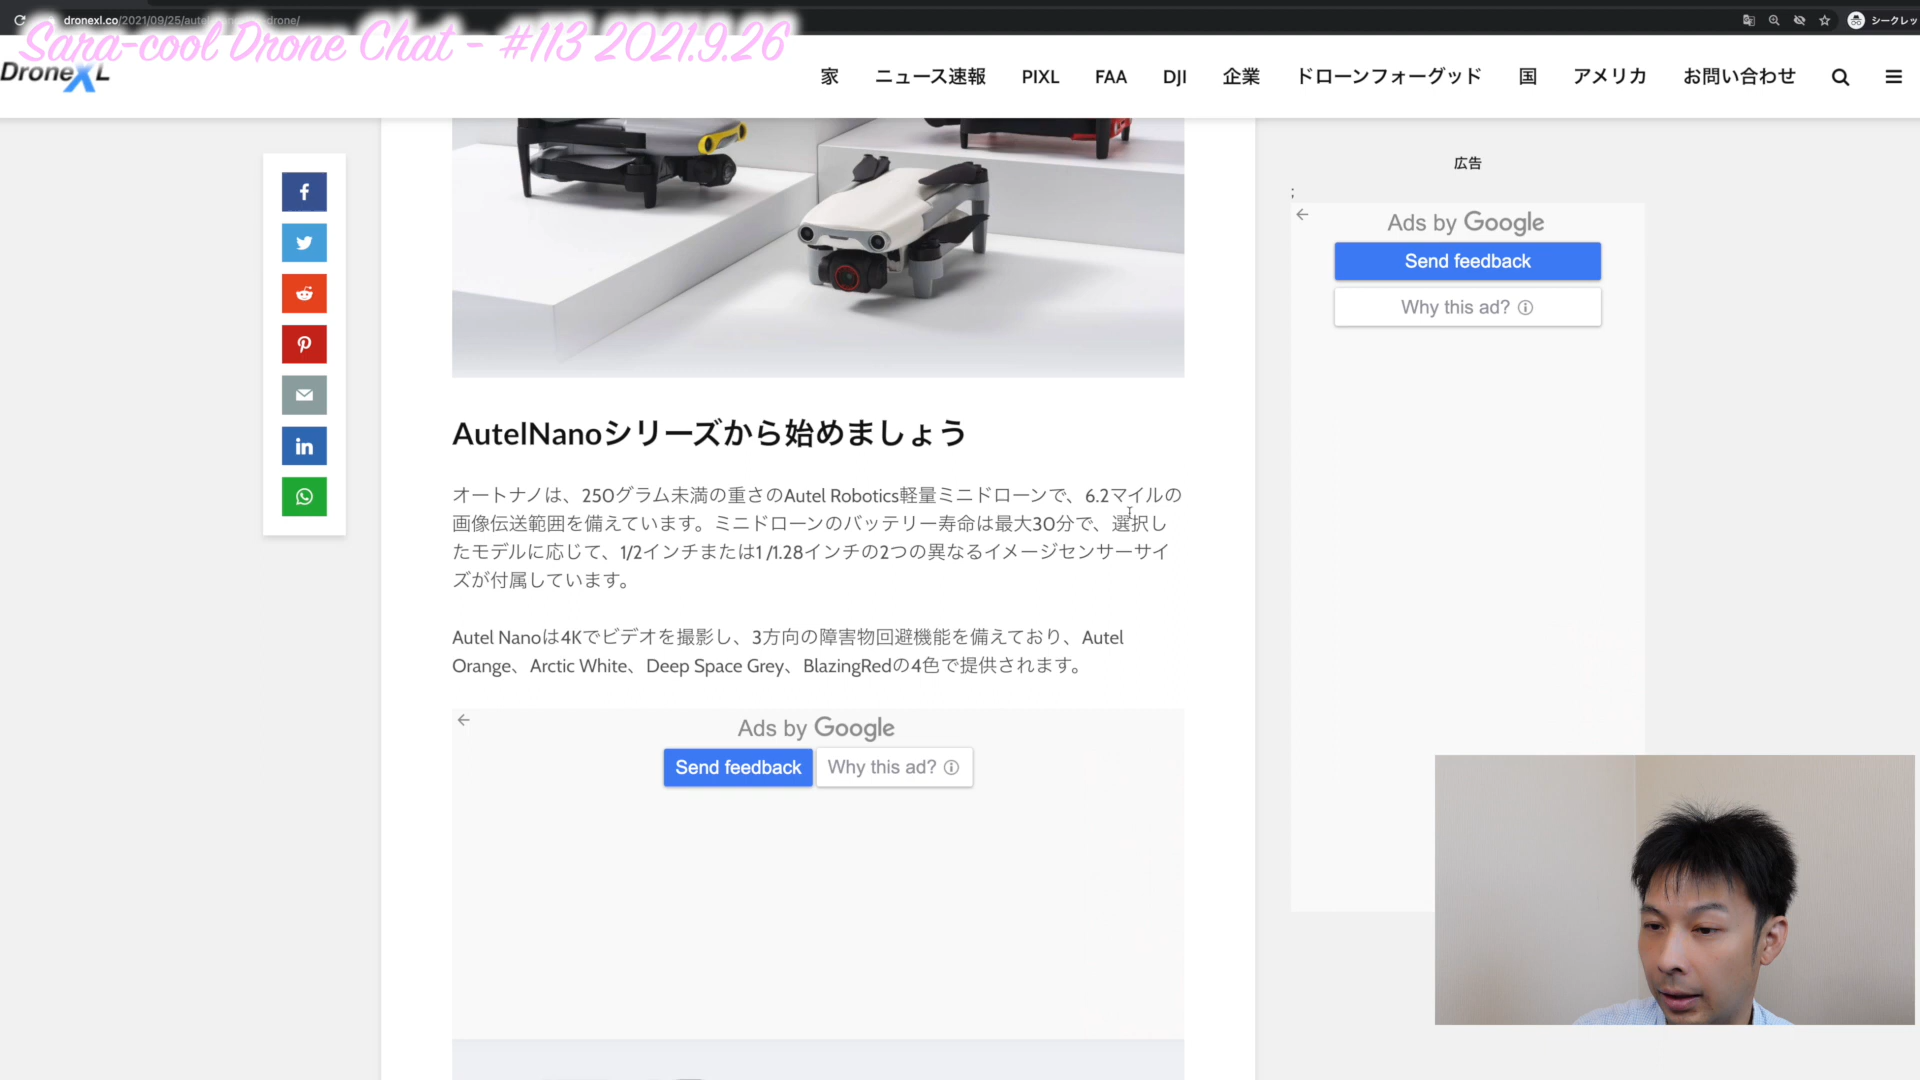 dronexl.co/2021/09/25/autel-
drone/
シークレッ
Sara-cool Drone Chat - #113 2021.9.26
DroneXL
家 ニュース速報 PIXL FAA DJI 企業 ドローンフォーグッド 国 アメリカ お問い合わせ
広告
;
Ads by Google
Send feedback
Why this ad?
AutelNanoシリーズから始めましょう
オートナノは、250グラム未満の重さのAutel Robotics軽量ミニドローンで、6.2マイルの
画像伝送範囲を備えています。ミニドローンのバッテリー寿命は最大30分で、選択し
たモデルに応じて、1/2インチまたは1 /1.28インチの2つの異なるイメージセンサーサイ
ズが付属しています。
Autel Nanoは4Kでビデオを撮影し、3方向の障害物回避機能を備えており、Autel
Orange、Arctic White、Deep Space Grey、BlazingRedの4色で提供されます。
Ads by Google
Send feedback Why this ad?